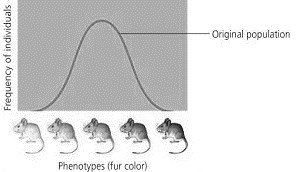 Frequency of individuals
Original population
Phenotypes (fur color)